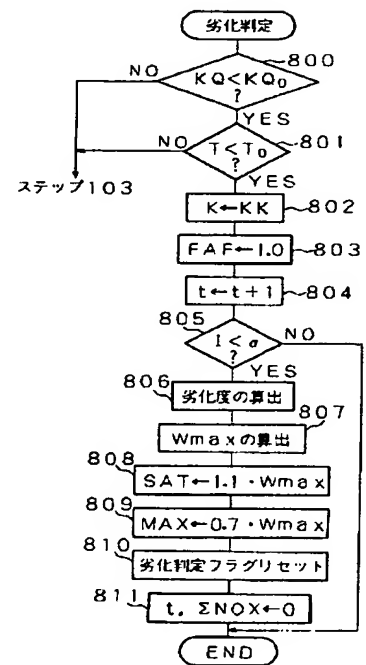 劣化判定
800
NO
KQ<KQ₀
?
YES
801
NO
T<T₀
?
YES
ステップ103
K←KK
802
FAF←1.0
803
t←t+1
804
805
I<σ
?
NO
YES
806
劣化度の算出
807
Wmaxの算出
808
SAT←1.1・Wmax
809
MAX←0.7・Wmax
810
劣化判定フラグリセット
811
t, ΣNOX←0
END